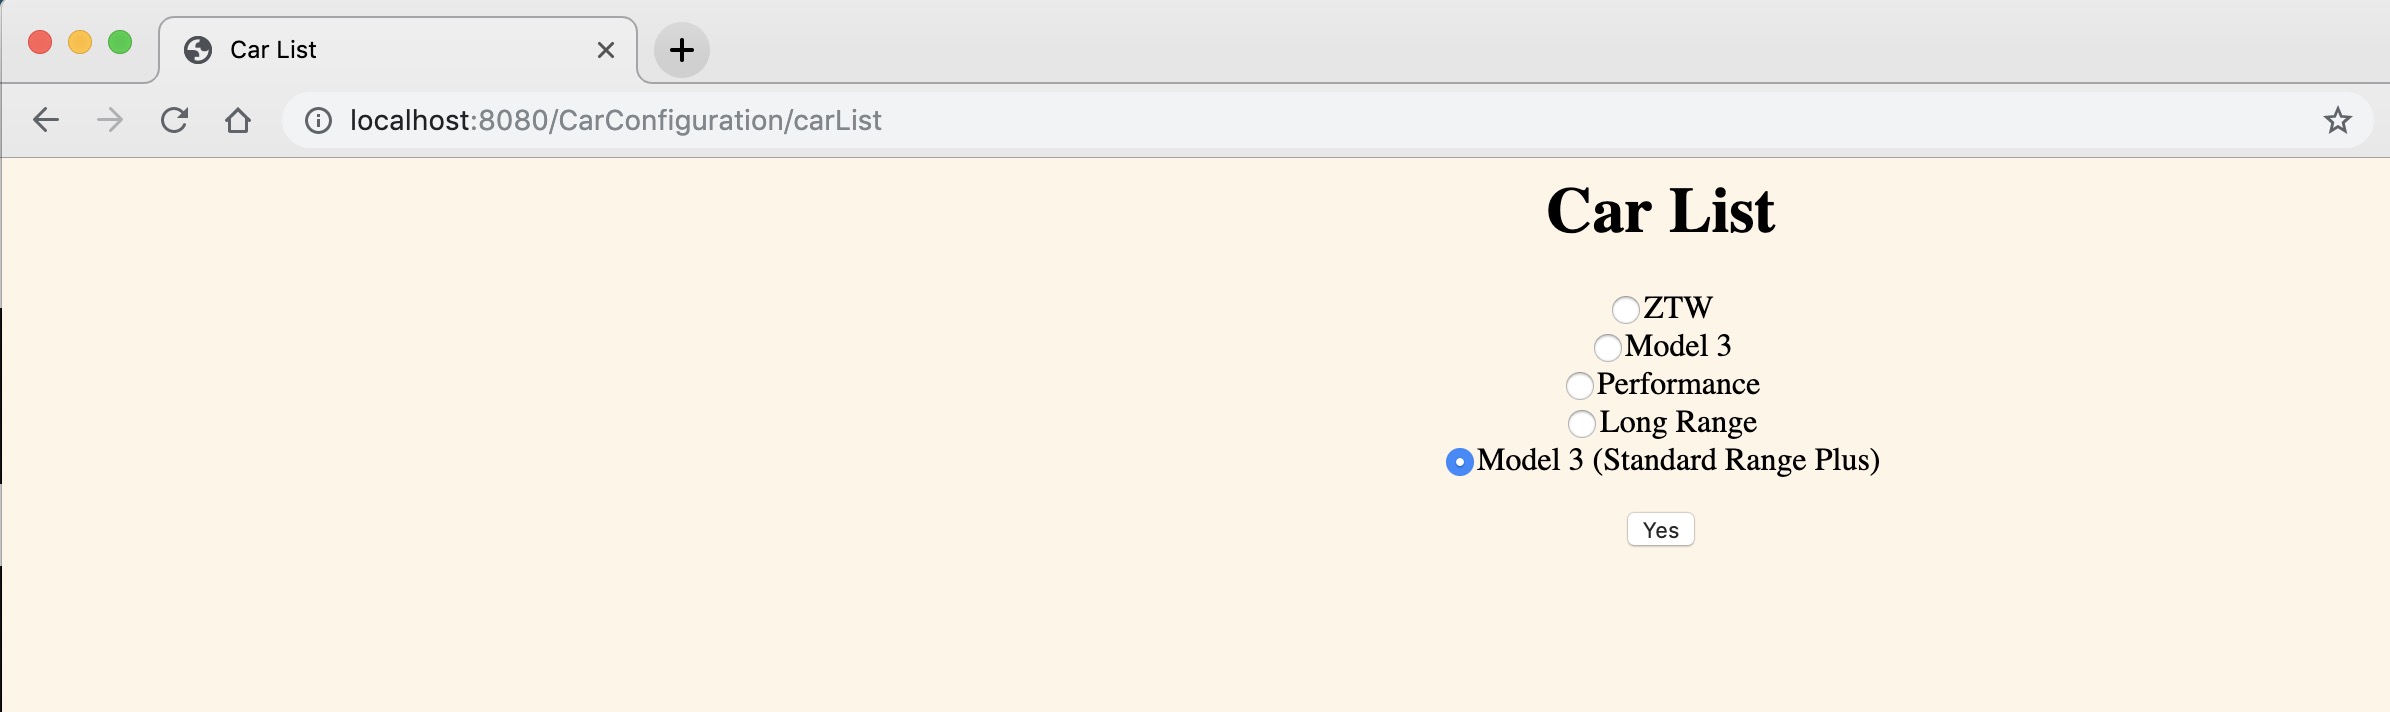 Car List
localhost:8080/CarConfiguration/carList
Car List
ZTW
Model 3
Performance
Long Range
Model 3 (Standard Range Plus)
Yes